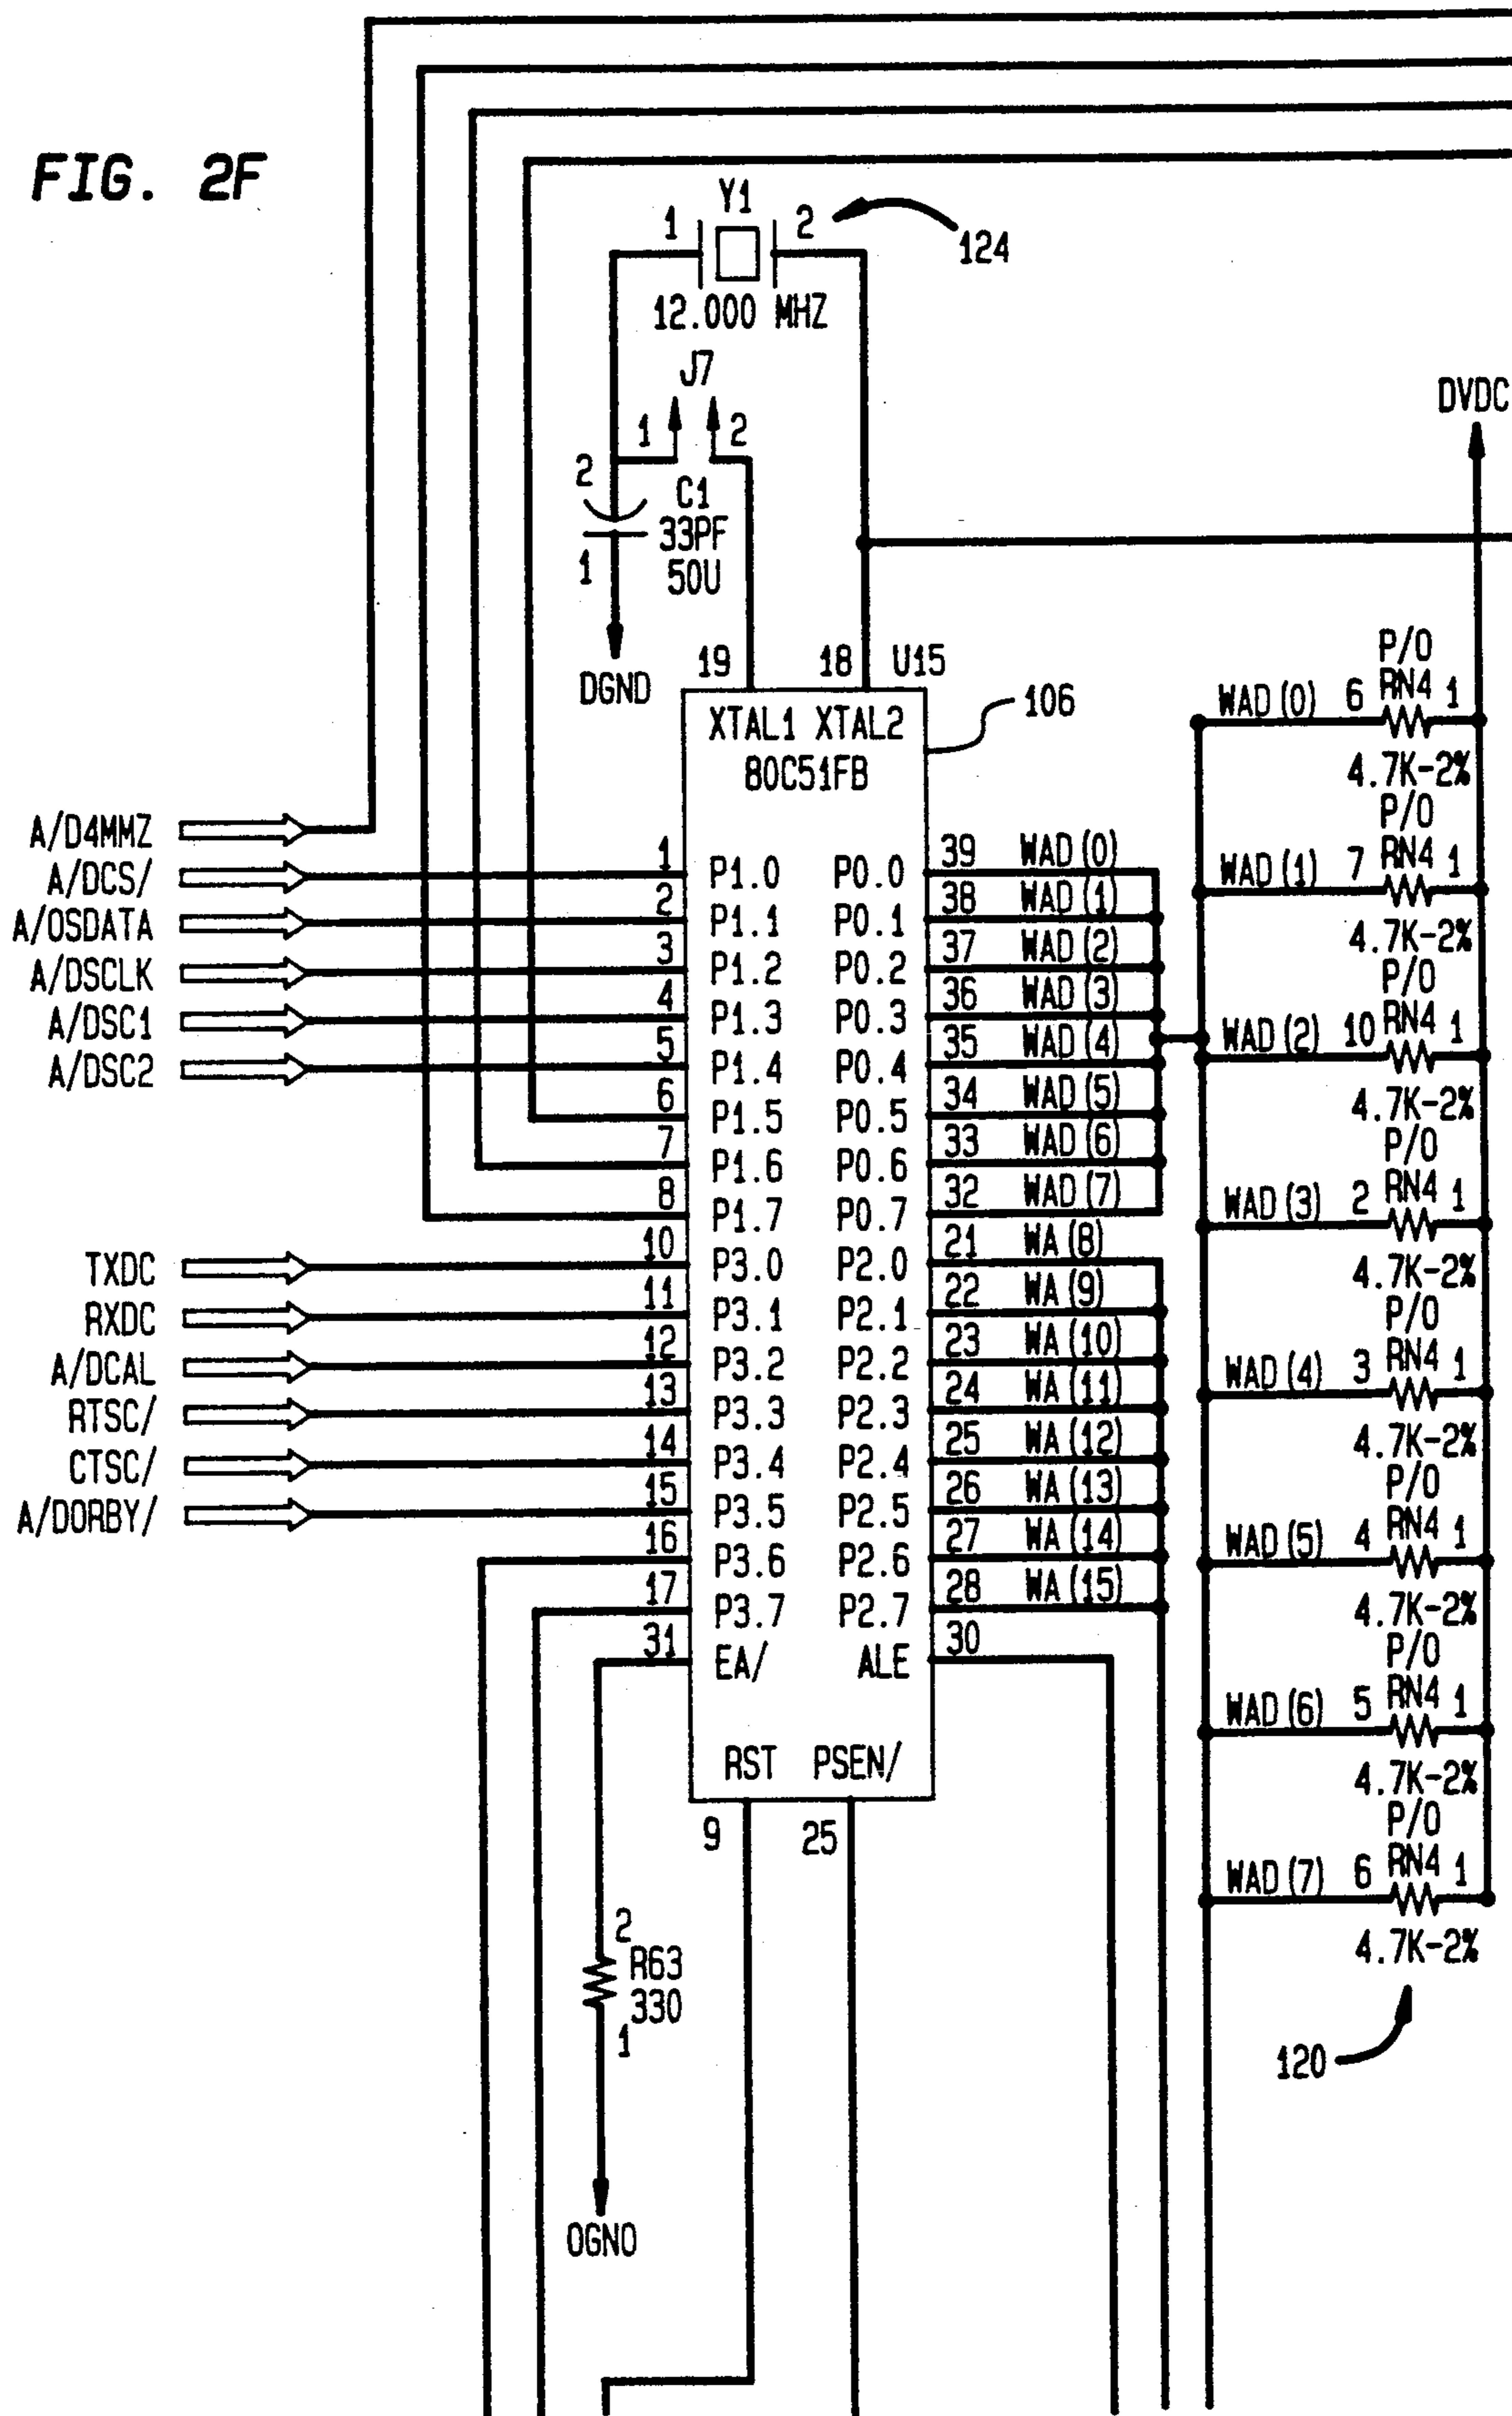 FIG. 2F
Y1
1
2
124
12.000 MHZ
J7
1
2
DVDC
2
C1
33PF
50U
1
DGND
19
18
U15
106
XTAL1 XTAL2
80C51FB
A/D4MMZ
A/DCS/
A/OSDATA
A/DSCLK
A/DSC1
A/DSC2
TXDC
RXDC
A/DCAL
RTSC/
CTSC/
A/DORBY/
1 P1.0 P0.0 39 WAD(0)
2 P1.1 P0.1 38 WAD(1)
3 P1.2 P0.2 37 WAD(2)
4 P1.3 P0.3 36 WAD(3)
5 P1.4 P0.4 35 WAD(4)
6 P1.5 P0.5 34 WAD(5)
7 P1.6 P0.6 33 WAD(6)
8 P1.7 P0.7 32 WAD(7)
10 P3.0 P2.0 21 WA(8)
11 P3.1 P2.1 22 WA(9)
12 P3.2 P2.2 23 WA(10)
13 P3.3 P2.3 24 WA(11)
14 P3.4 P2.4 25 WA(12)
15 P3.5 P2.5 26 WA(13)
16 P3.6 P2.6 27 WA(14)
17 P3.7 P2.7 28 WA(15)
31 EA/ ALE 30
RST PSEN/
9
25
2
R63
330
1
OGNO
P/O
WAD(0) 6 RN4 1
4.7K-2%
P/O
WAD(1) 7 RN4 1
4.7K-2%
P/O
WAD(2) 10 RN4 1
4.7K-2%
P/O
WAD(3) 2 RN4 1
4.7K-2%
P/O
WAD(4) 3 RN4 1
4.7K-2%
P/O
WAD(5) 4 RN4 1
4.7K-2%
P/O
WAD(6) 5 RN4 1
4.7K-2%
P/O
WAD(7) 6 RN4 1
4.7K-2%
120